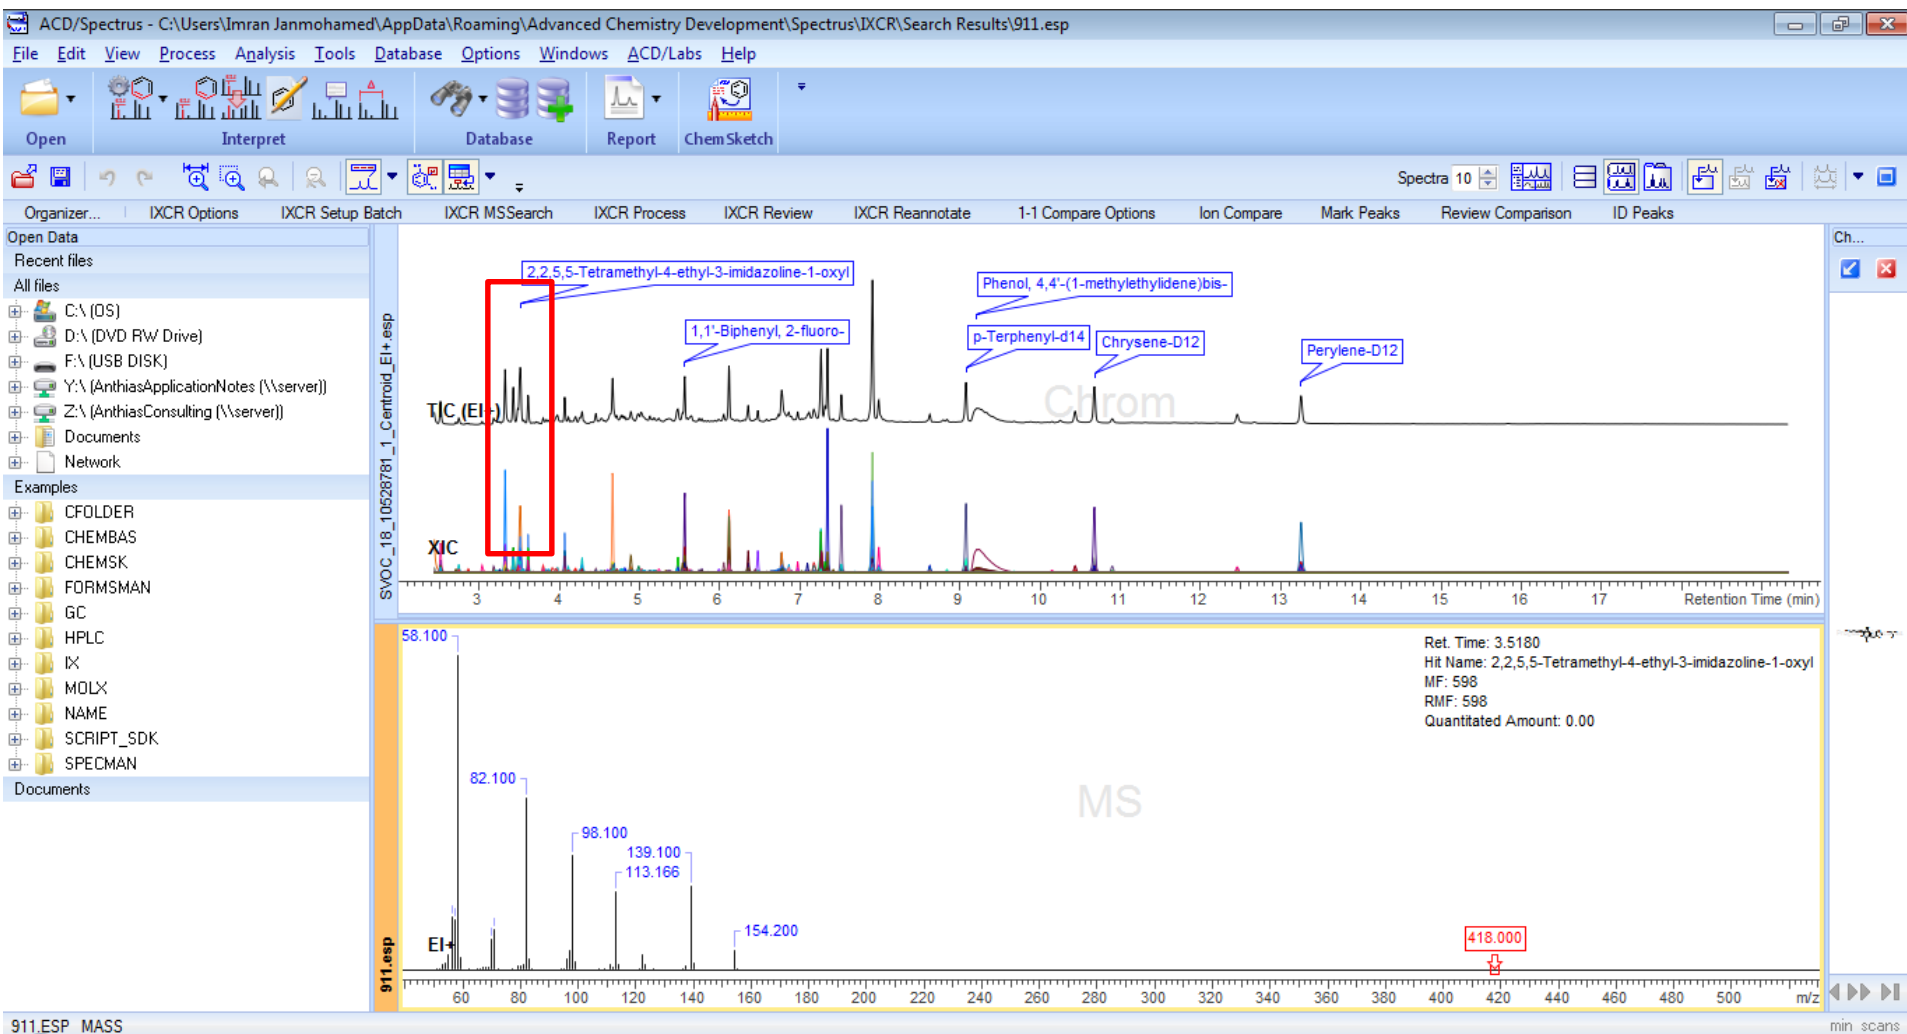 ACD/Spectrus - C:\Users\Imran Janmohamed\AppData\Roaming\Advanced Chemistry Development\Spectrus\IXCR\Search Results\911.esp
File Edit View Process Analysis Tools Database Options Windows ACD/Labs Help
Open Interpret Database Report ChemSketch
Spectra 10
Organizer... IXCR Options IXCR Setup Batch IXCR MSSearch IXCR Process IXCR Review IXCR Reannotate 1-1 Compare Options Ion Compare Mark Peaks Review Comparison ID Peaks
Open Data
Recent files
All files
C:\ (OS)
D:\ (DVD RW Drive)
F:\ (USB DISK)
Y:\ (AnthiasApplicationNotes (\\server))
Z:\ (AnthiasConsulting (\\server))
Documents
Network
Examples
CFOLDER
CHEMBAS
CHEMSK
FORMSMAN
GC
HPLC
IX
MOLX
NAME
SCRIPT_SDK
SPECMAN
Documents
SVOC_18_10528781_1_Centroid_EI+.esp
2,2,5,5-Tetramethyl-4-ethyl-3-imidazoline-1-oxyl
Phenol, 4,4'-(1-methylethylidene)bis-
1,1'-Biphenyl, 2-fluoro-
p-Terphenyl-d14
Chrysene-D12
Perylene-D12
TIC (EI+)
Chrom
XIC
3 4 5 6 7 8 9 10 11 12 13 14 15 16 17 Retention Time (min)
911.esp
58.100
Ret. Time: 3.5180
Hit Name: 2,2,5,5-Tetramethyl-4-ethyl-3-imidazoline-1-oxyl
MF: 598
RMF: 598
Quantitated Amount: 0.00
82.100
MS
98.100
139.100
113.166
154.200
418.000
EI+
60 80 100 120 140 160 180 200 220 240 260 280 300 320 340 360 380 400 420 440 460 480 500 m/z
Ch...
911.ESP MASS
min scans